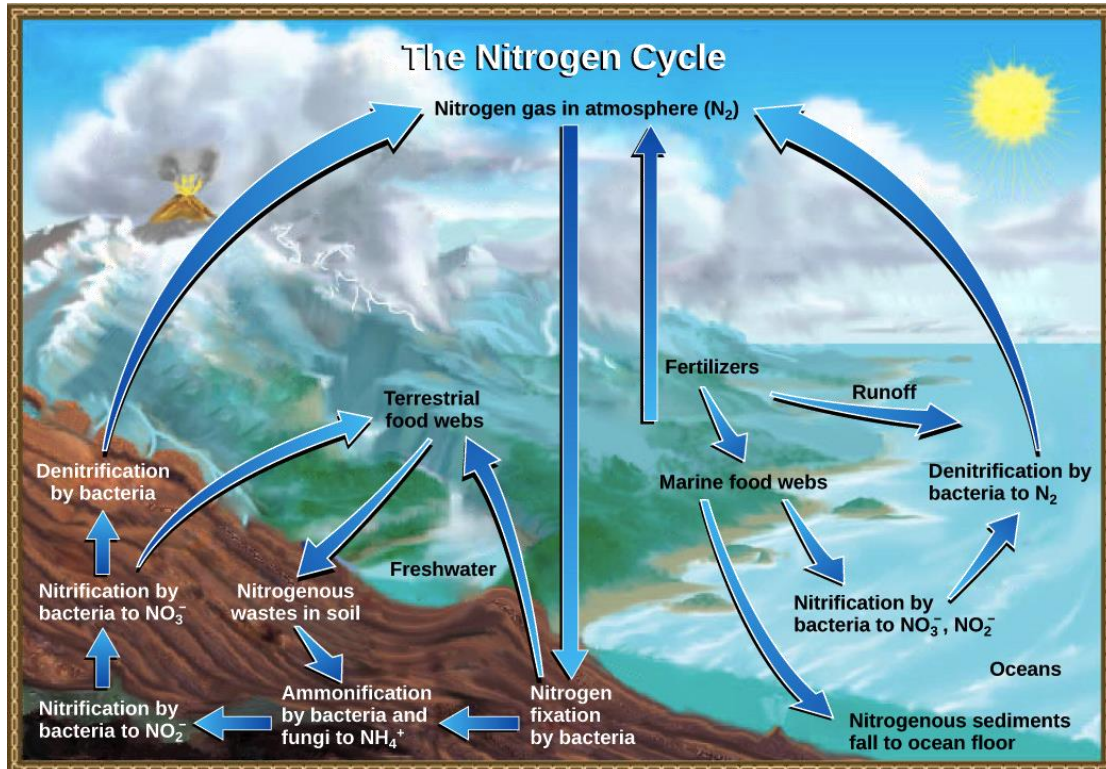 The Nitrogen Cycle
Nitrogen gas in atmosphere (N₂)
Fertilizers
Runoff
Terrestrial
food webs
Denitrification
by bacteria
Marine food webs
Denitrification by
bacteria to N₂
Freshwater
Nitrification by
bacteria to NO₃⁻
Nitrogenous
wastes in soil
Nitrification by
bacteria to NO₃⁻, NO₂⁻
Oceans
Nitrification by
bacteria to NO₂⁻
Ammonification
by bacteria and
fungi to NH₄⁺
Nitrogen
fixation
by bacteria
Nitrogenous sediments
fall to ocean floor